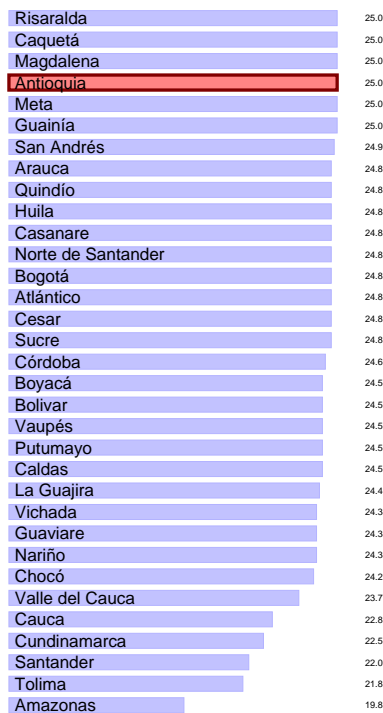 Risaralda 25.0
Caquetá 25.0
Magdalena 25.0
Antioquia 25.0
Meta 25.0
Guainía 25.0
San Andrés 24.9
Arauca 24.8
Quindío 24.8
Huila 24.8
Casanare 24.8
Norte de Santander 24.8
Bogotá 24.8
Atlántico 24.8
Cesar 24.8
Sucre 24.8
Córdoba 24.6
Boyacá 24.5
Bolivar 24.5
Vaupés 24.5
Putumayo 24.5
Caldas 24.5
La Guajira 24.4
Vichada 24.3
Guaviare 24.3
Nariño 24.3
Chocó 24.2
Valle del Cauca 23.7
Cauca 22.8
Cundinamarca 22.5
Santander 22.0
Tolima 21.8
Amazonas 19.8